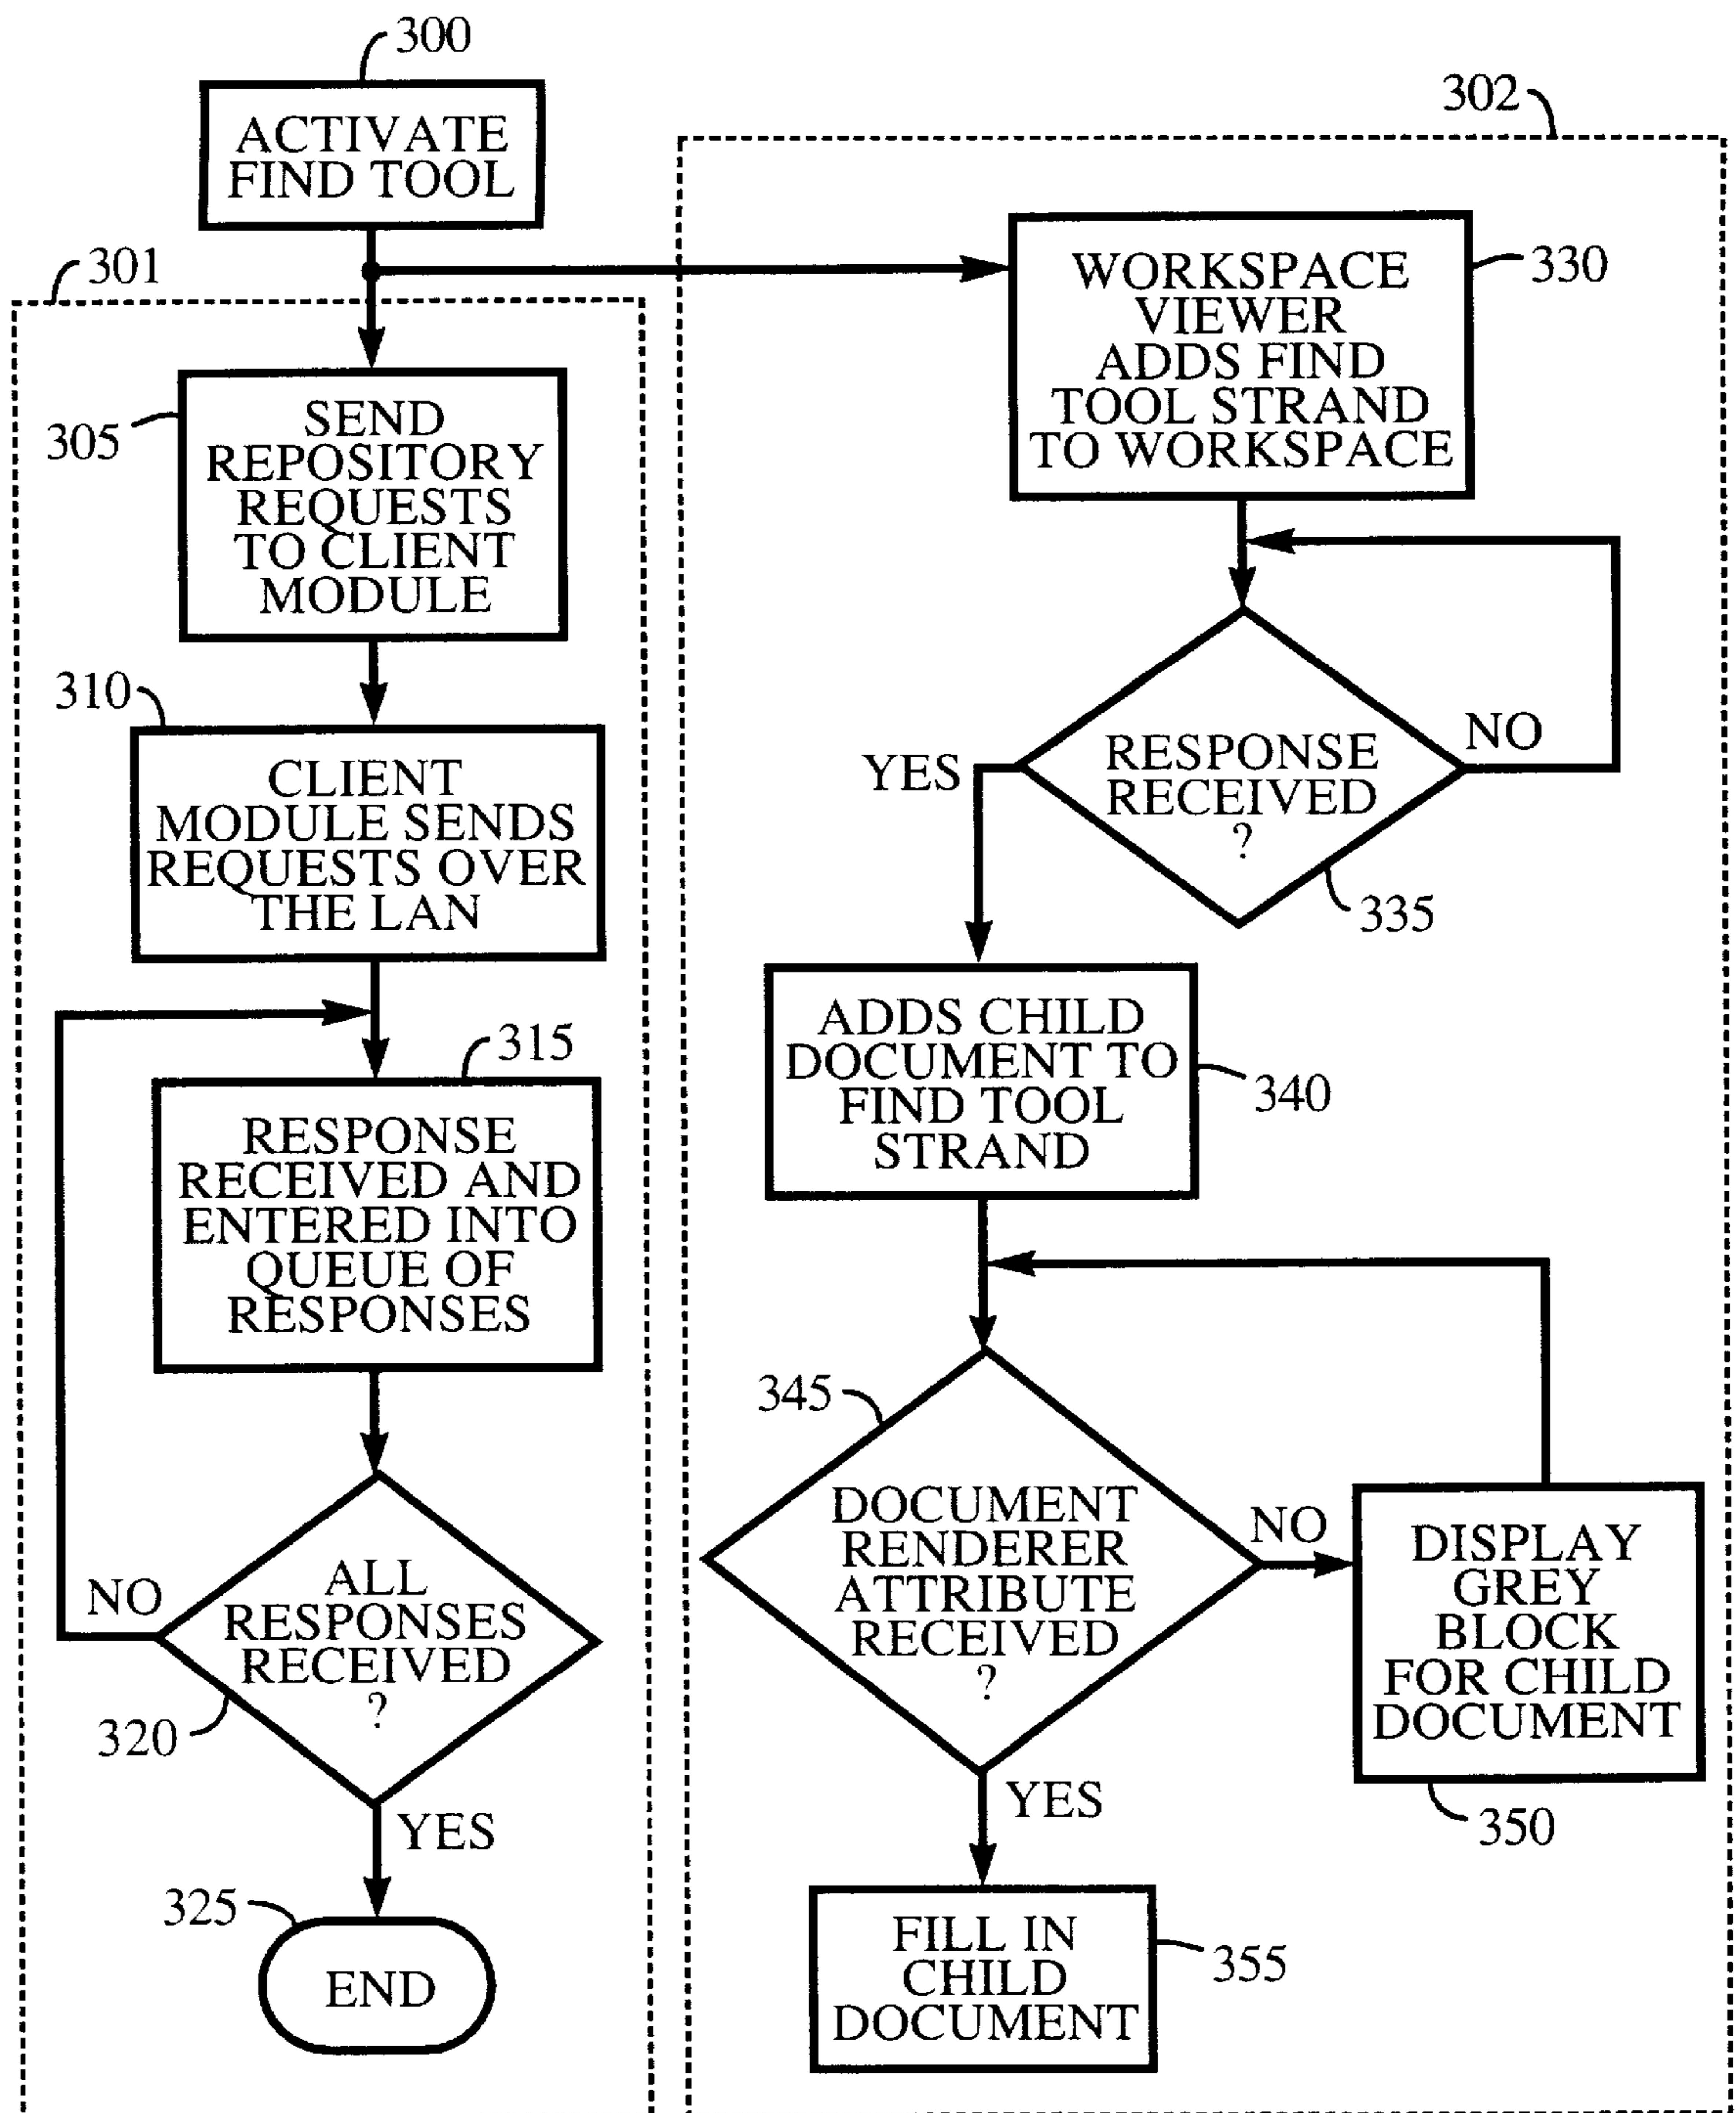 300
ACTIVATE
FIND TOOL
301
305
SEND
REPOSITORY
REQUESTS
TO CLIENT
MODULE
310
CLIENT
MODULE SENDS
REQUESTS OVER
THE LAN
315
RESPONSE
RECEIVED AND
ENTERED INTO
QUEUE OF
RESPONSES
NO
ALL
RESPONSES
RECEIVED
?
320
YES
325
END
302
330
WORKSPACE
VIEWER
ADDS FIND
TOOL STRAND
TO WORKSPACE
YES
RESPONSE
RECEIVED
?
NO
335
ADDS CHILD
DOCUMENT TO
FIND TOOL
STRAND
340
345
DOCUMENT
RENDERER
ATTRIBUTE
RECEIVED
?
NO
DISPLAY
GREY
BLOCK
FOR CHILD
DOCUMENT
350
YES
FILL IN
CHILD
DOCUMENT
355